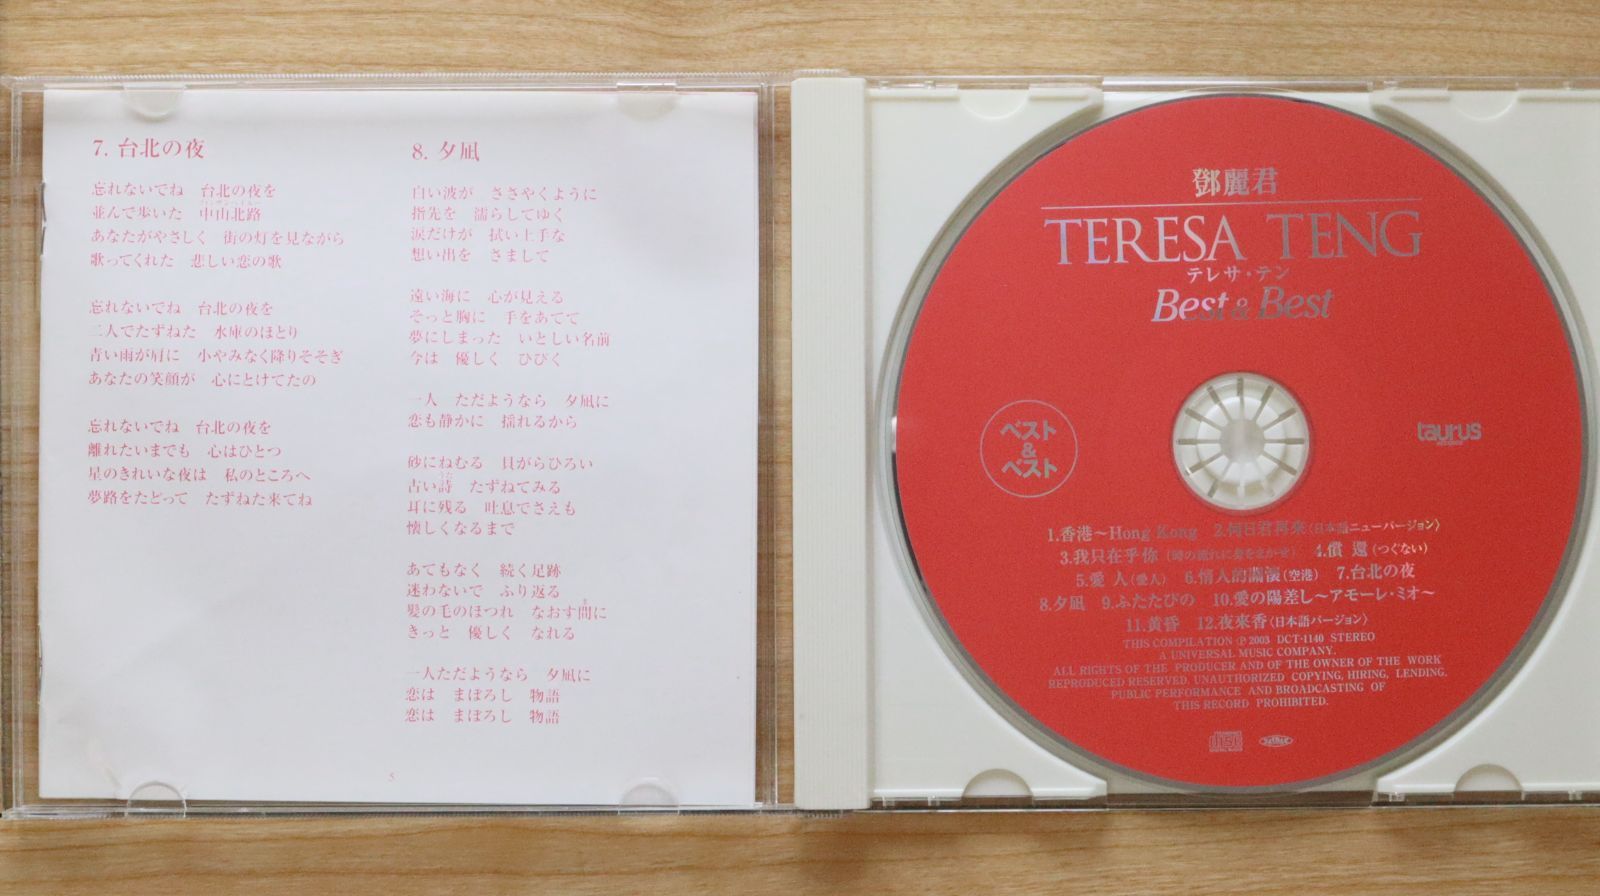 7. 台北の夜
忘れないでね 台北の夜を
並んで歩いた 中山北路
あなたがやさしく 街の灯を見ながら
歌ってくれた 悲しい恋の歌
忘れないでね 台北の夜を
二人でたずねた 水庫のほとり
青い雨が肩に 小やみなく降りそそぎ
あなたの笑顔が 心にとけてたの
忘れないでね 台北の夜を
離れたいまでも 心はひとつ
星のきれいな夜は 私のところへ
夢路をたどって たずねた来てね
8. 夕凪
白い波が ささやくように
指先を 濡らしてゆく
涙だけが 拭い上手な
想い出を さまして
遠い海に 心が見える
そっと胸に 手をあてて
夢にしまった いとしい名前
今は 優しく ひびく
一人 ただようなら 夕凪に
恋も静かに 揺れるから
砂にねむる 貝がらひろい
うた
古い詩 たずねてみる
耳に残る 吐息でさえも
懐しくなるまで
あてもなく 続く足跡
迷わないで ふり返る
ま
髪の毛のほつれ なおす間に
きっと 優しく なれる
一人ただようなら 夕凪に
恋は まぼろし 物語
恋は まぼろし 物語
5
鄧麗君
TERESA TENG
テレサ・テン
Best & Best
ベスト
&
ベスト
taurus
1.香港〜Hong Kong 2.何日君再來〈日本語ニューバージョン〉
3.我只在乎你（時の流れに身をまかせ） 4.償 還（つぐない）
5.愛 人（愛人） 6.情人的關懐（空港） 7.台北の夜
8.夕凪 9.ふたたびの 10.愛の陽差し〜アモーレ・ミオ〜
11.黄昏 12.夜來香〈日本語バージョン〉
THIS COMPILATION ℗ 2003 DCT-1140 STEREO
A UNIVERSAL MUSIC COMPANY.
ALL RIGHTS OF THE PRODUCER AND OF THE OWNER OF THE WORK
REPRODUCED RESERVED. UNAUTHORIZED COPYING, HIRING, LENDING,
PUBLIC PERFORMANCE AND BROADCASTING OF
THIS RECORD PROHIBITED.